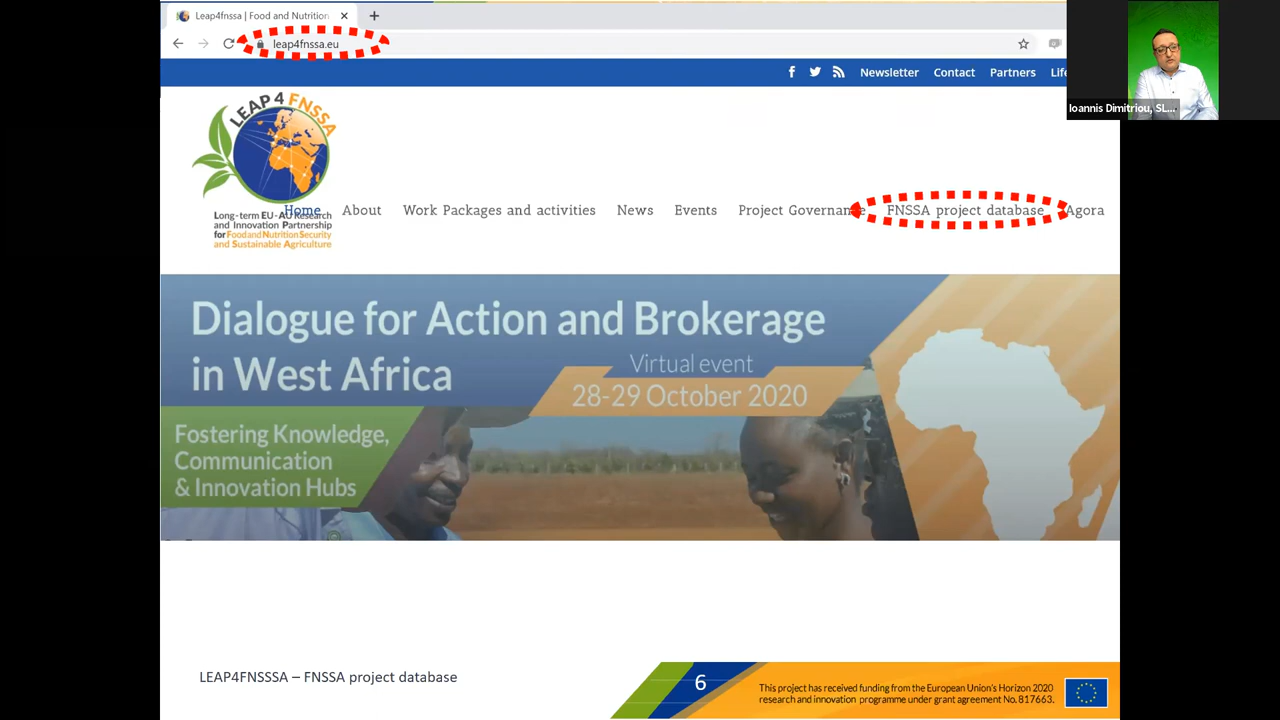 Leap4fnssa | Food and Nutrition
leap4fnssa.eu
Newsletter Contact Partners Life
Ioannis Dimitriou, SL...
LEAP 4 FNSSA
Long-term EU-AU Research
and Innovation Partnership
for Food and Nutrition Security
and Sustainable Agriculture
Home About Work Packages and activities News Events Project Governance FNSSA project database Agora
Dialogue for Action and Brokerage
in West Africa
Virtual event
28-29 October 2020
Fostering Knowledge,
Communication
& Innovation Hubs
LEAP4FNSSSA – FNSSA project database
6
This project has received funding from the European Union's Horizon 2020
research and innovation programme under grant agreement No. 817663.